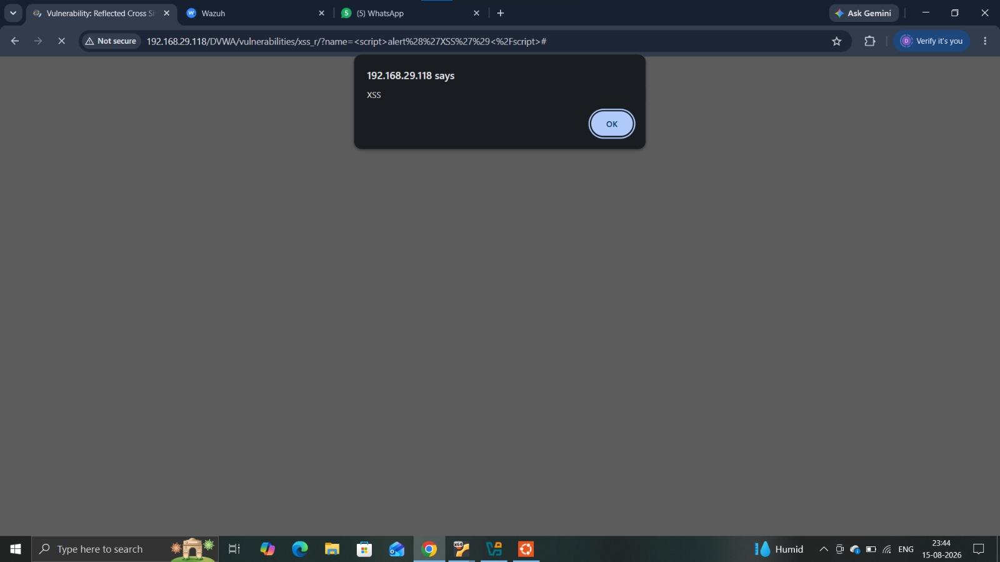 Vulnerability: Reflected Cross Si
Wazuh
5 (5) WhatsApp
Ask Gemini
Not secure
192.168.29.118/DVWA/vulnerabilities/xss_r/?name=<script>alert%28%27XSS%27%29<%2Fscript>#
D Verify it's you
192.168.29.118 says
XSS
OK
Type here to search
Humid
ENG
23:44
15-08-2026